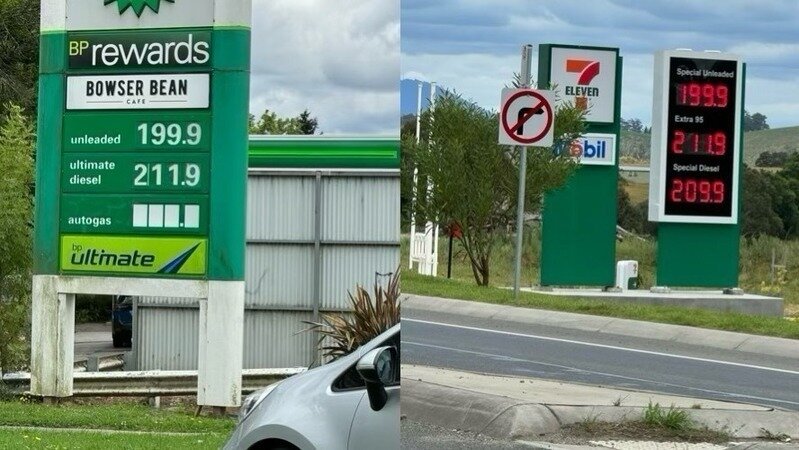 BP rewards
BOWSER BEAN
CAFE
unleaded 199.9
ultimate diesel 211.9
autogas
bp
ultimate
7
ELEVEN
Mobil
Special Unleaded
199.9
Extra 95
211.9
Special Diesel
209.9